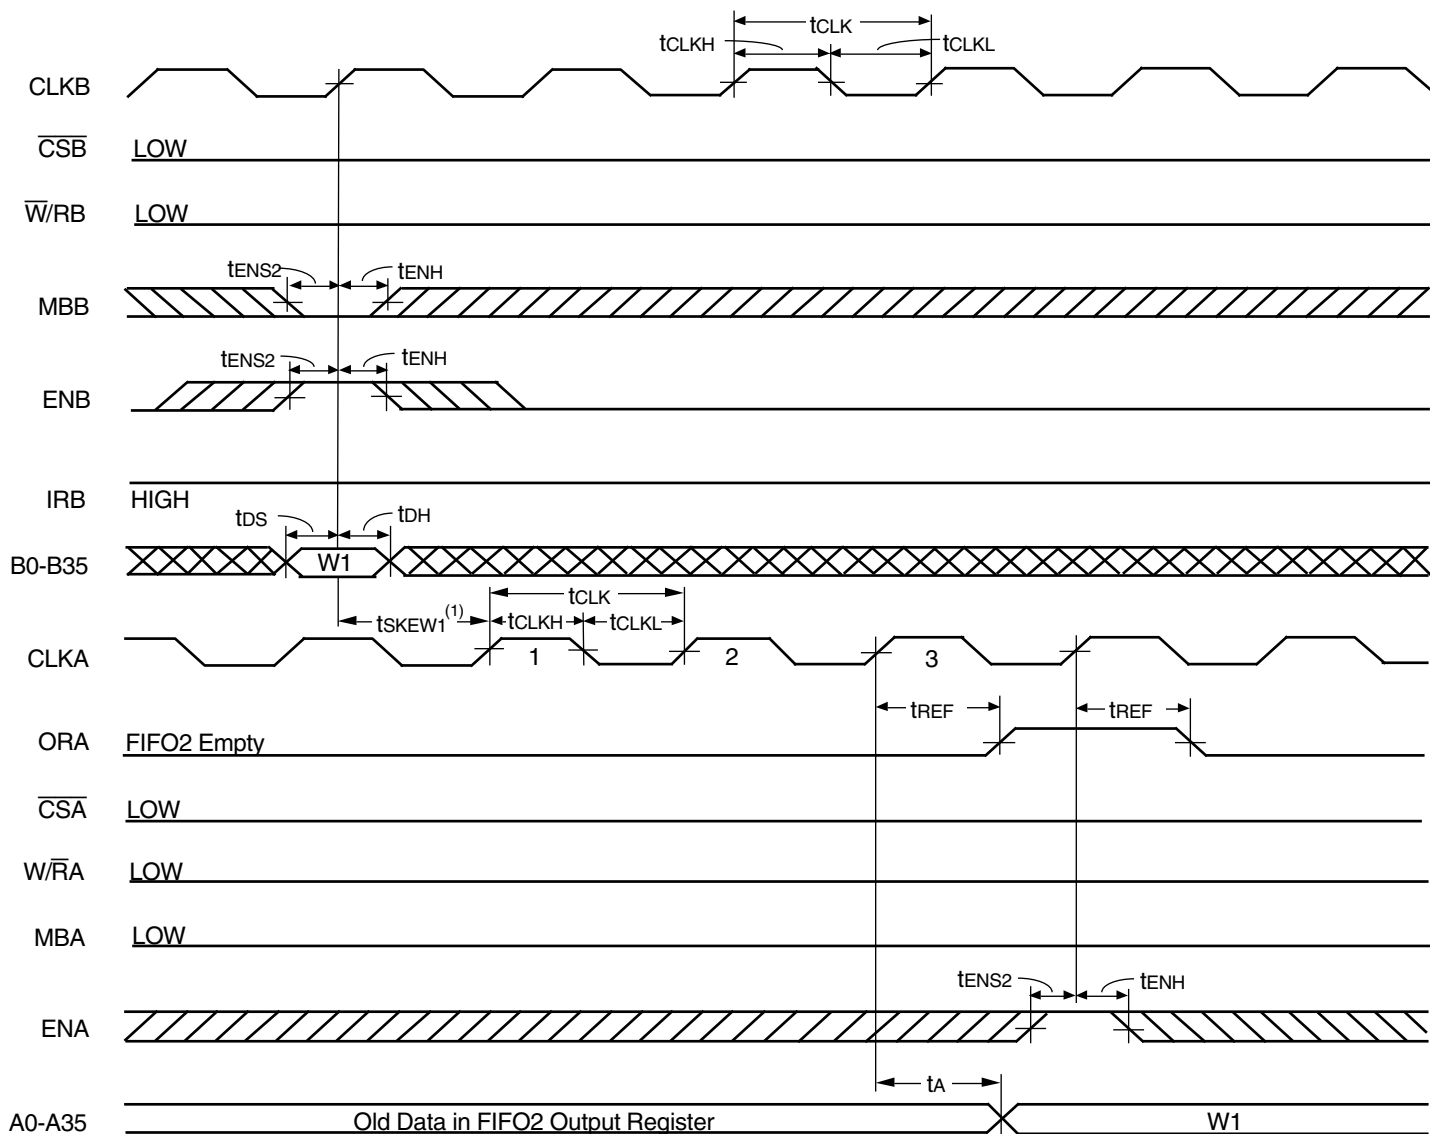 tCLK
tCLKH tCLKL
CLKB
CSB LOW
W/RB LOW
tENS2 tENH
MBB
tENS2 tENH
ENB
IRB HIGH
tDS tDH
B0-B35 W1
tCLK
tSKEW1(1) tCLKH tCLKL
CLKA 1 2 3
tREF tREF
ORA FIFO2 Empty
CSA LOW
W/RA LOW
MBA LOW
tENS2 tENH
ENA
tA
A0-A35 Old Data in FIFO2 Output Register W1